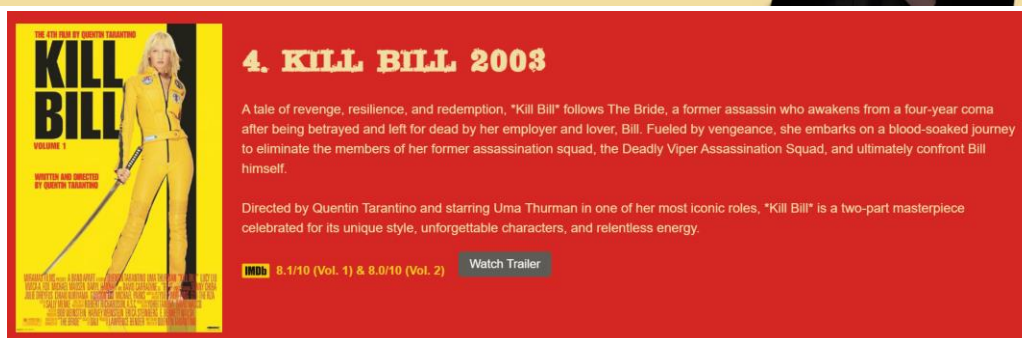 THE 4TH FILM BY QUENTIN TARANTINO
KILL
BILL
VOLUME 1
WRITTEN AND DIRECTED
BY QUENTIN TARANTINO
4. KILL BILL 2003
A tale of revenge, resilience, and redemption, *Kill Bill* follows The Bride, a former assassin who awakens from a four-year coma
after being betrayed and left for dead by her employer and lover, Bill. Fueled by vengeance, she embarks on a blood-soaked journey
to eliminate the members of her former assassination squad, the Deadly Viper Assassination Squad, and ultimately confront Bill
himself.
Directed by Quentin Tarantino and starring Uma Thurman in one of her most iconic roles, *Kill Bill* is a two-part masterpiece
celebrated for its unique style, unforgettable characters, and relentless energy.
IMDb 8.1/10 (Vol. 1) & 8.0/10 (Vol. 2) Watch Trailer